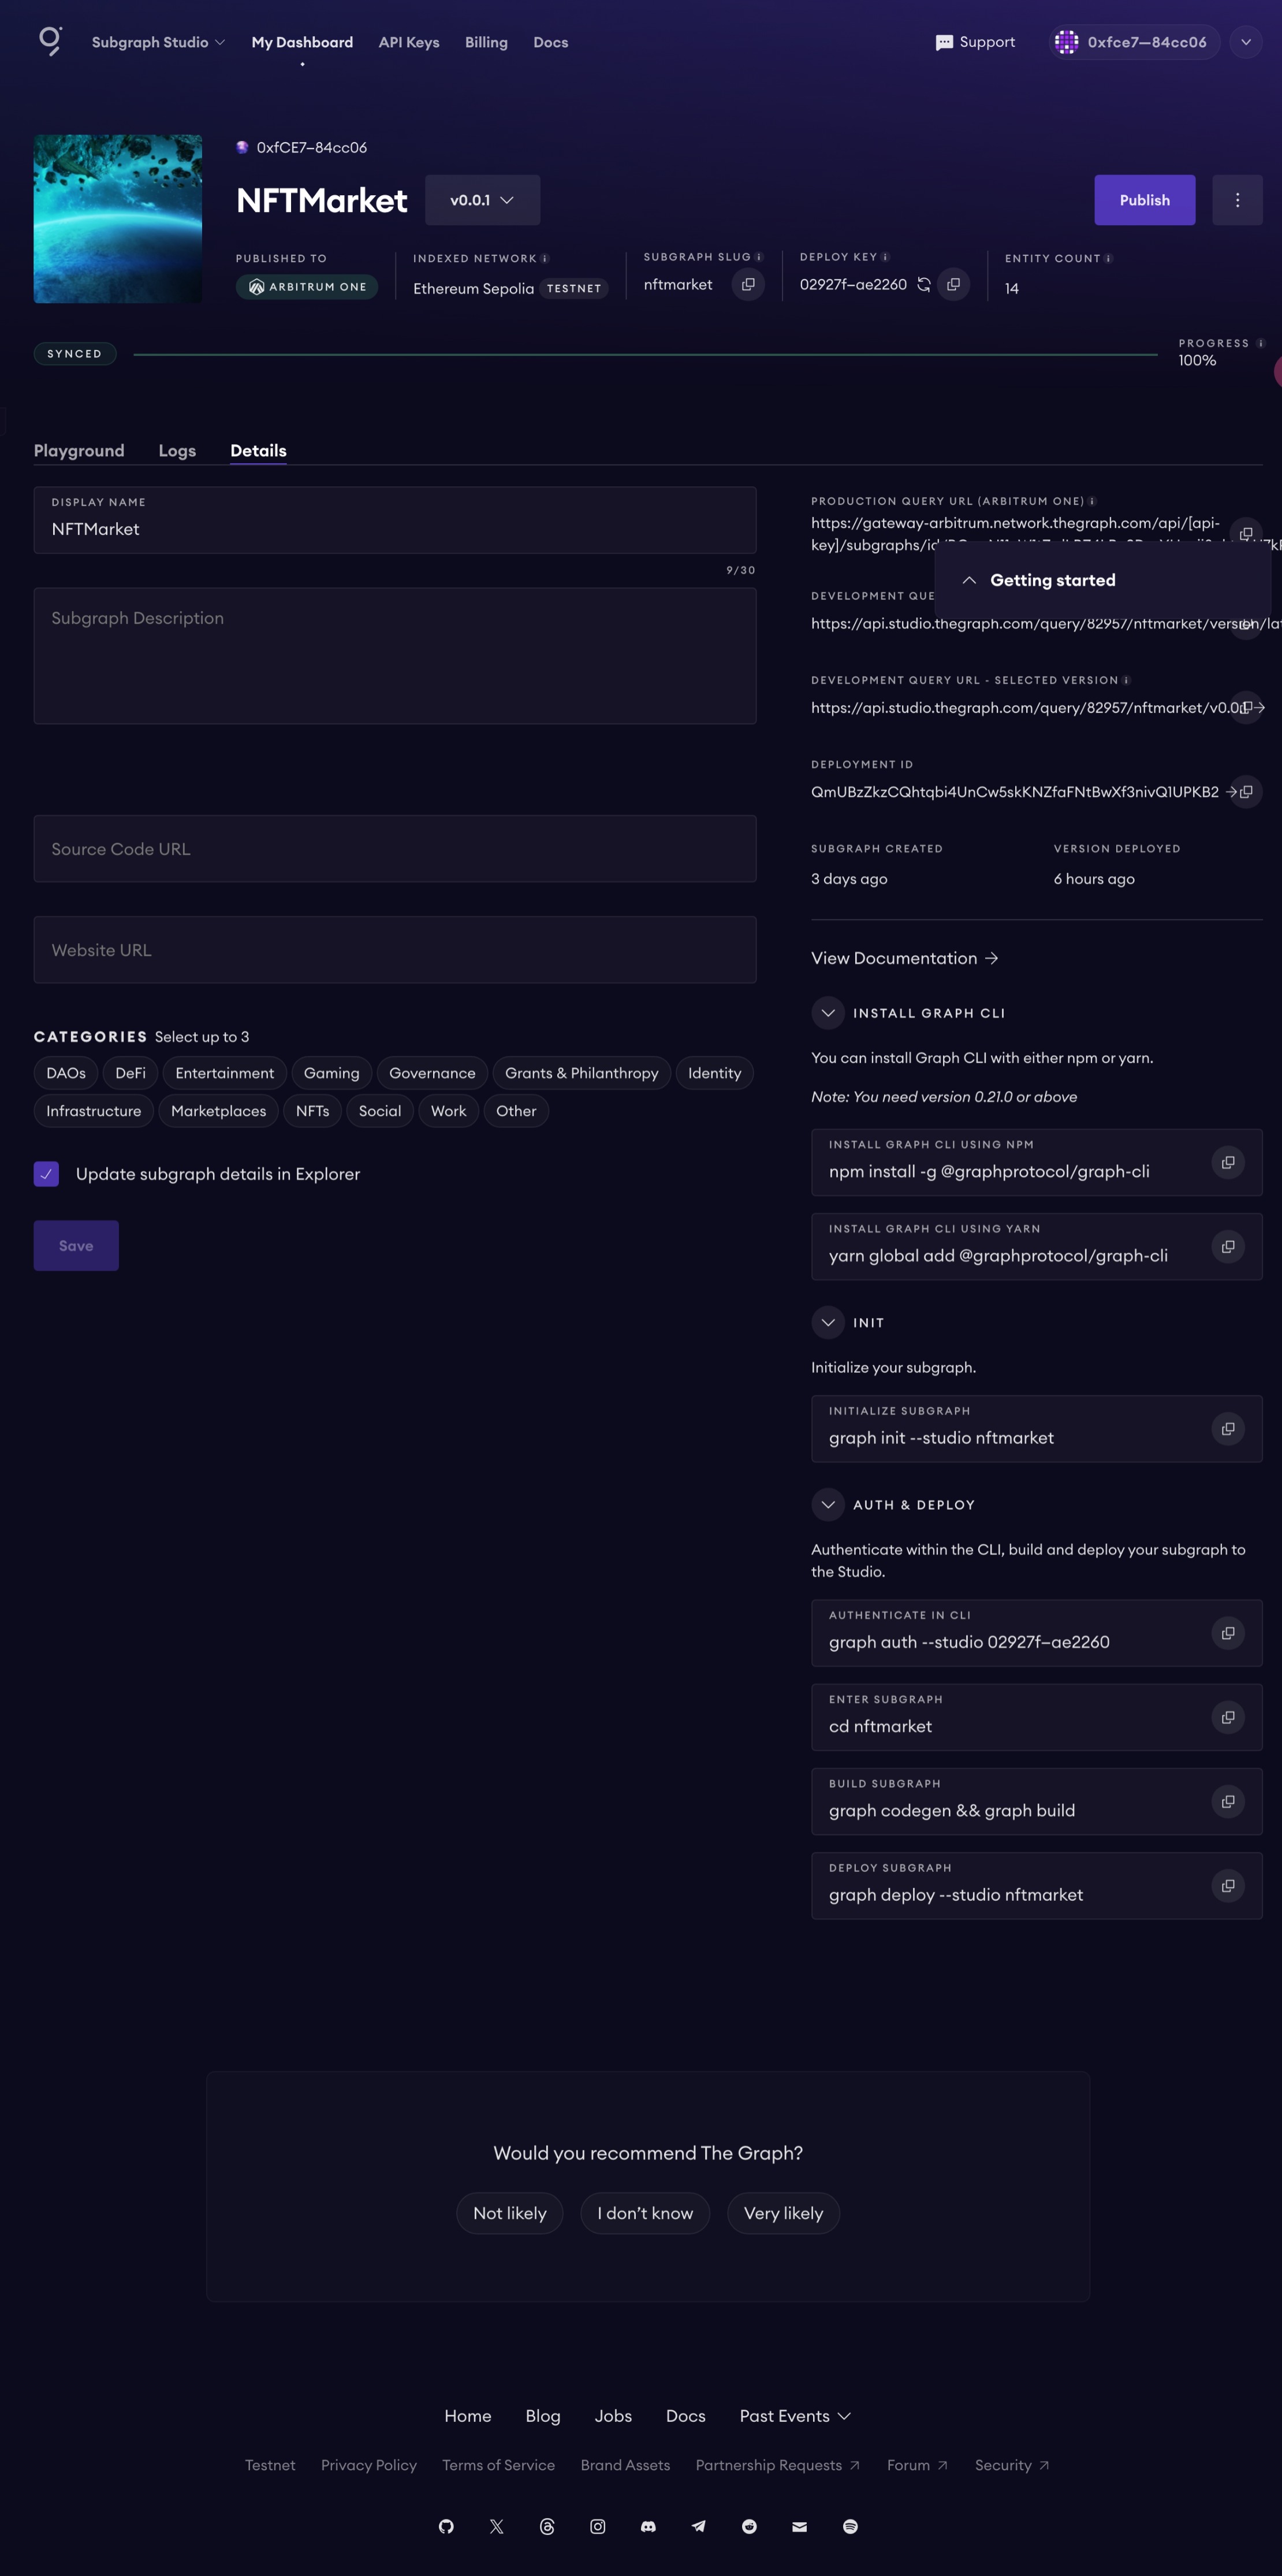 Subgraph Studio My Dashboard API Keys Billing Docs Support 0xfce7—84cc06
0xfCE7—84cc06
NFTMarket v0.0.1 Publish
PUBLISHED TO INDEXED NETWORK SUBGRAPH SLUG DEPLOY KEY ENTITY COUNT
ARBITRUM ONE Ethereum Sepolia TESTNET nftmarket 02927f—ae2260 14
SYNCED PROGRESS
100%
Playground Logs Details
DISPLAY NAME
NFTMarket
9/30
Subgraph Description
Source Code URL
Website URL
CATEGORIES Select up to 3
DAOs DeFi Entertainment Gaming Governance Grants & Philanthropy Identity
Infrastructure Marketplaces NFTs Social Work Other
Update subgraph details in Explorer
Save
PRODUCTION QUERY URL (ARBITRUM ONE)
https://gateway-arbitrum.network.thegraph.com/api/[api-
key]/subgraphs/id/
Getting started
DEVELOPMENT QUE
https://api.studio.thegraph.com/query/82957/nftmarket/version/la
DEVELOPMENT QUERY URL - SELECTED VERSION
https://api.studio.thegraph.com/query/82957/nftmarket/v0.0.1
DEPLOYMENT ID
QmUBzZkzCQhtqbi4UnCw5skKNZfaFNtBwXf3nivQ1UPKB2
SUBGRAPH CREATED VERSION DEPLOYED
3 days ago 6 hours ago
View Documentation
INSTALL GRAPH CLI
You can install Graph CLI with either npm or yarn.
Note: You need version 0.21.0 or above
INSTALL GRAPH CLI USING NPM
npm install -g @graphprotocol/graph-cli
INSTALL GRAPH CLI USING YARN
yarn global add @graphprotocol/graph-cli
INIT
Initialize your subgraph.
INITIALIZE SUBGRAPH
graph init --studio nftmarket
AUTH & DEPLOY
Authenticate within the CLI, build and deploy your subgraph to
the Studio.
AUTHENTICATE IN CLI
graph auth --studio 02927f—ae2260
ENTER SUBGRAPH
cd nftmarket
BUILD SUBGRAPH
graph codegen && graph build
DEPLOY SUBGRAPH
graph deploy --studio nftmarket
Would you recommend The Graph?
Not likely I don’t know Very likely
Home Blog Jobs Docs Past Events
Testnet Privacy Policy Terms of Service Brand Assets Partnership Requests Forum Security